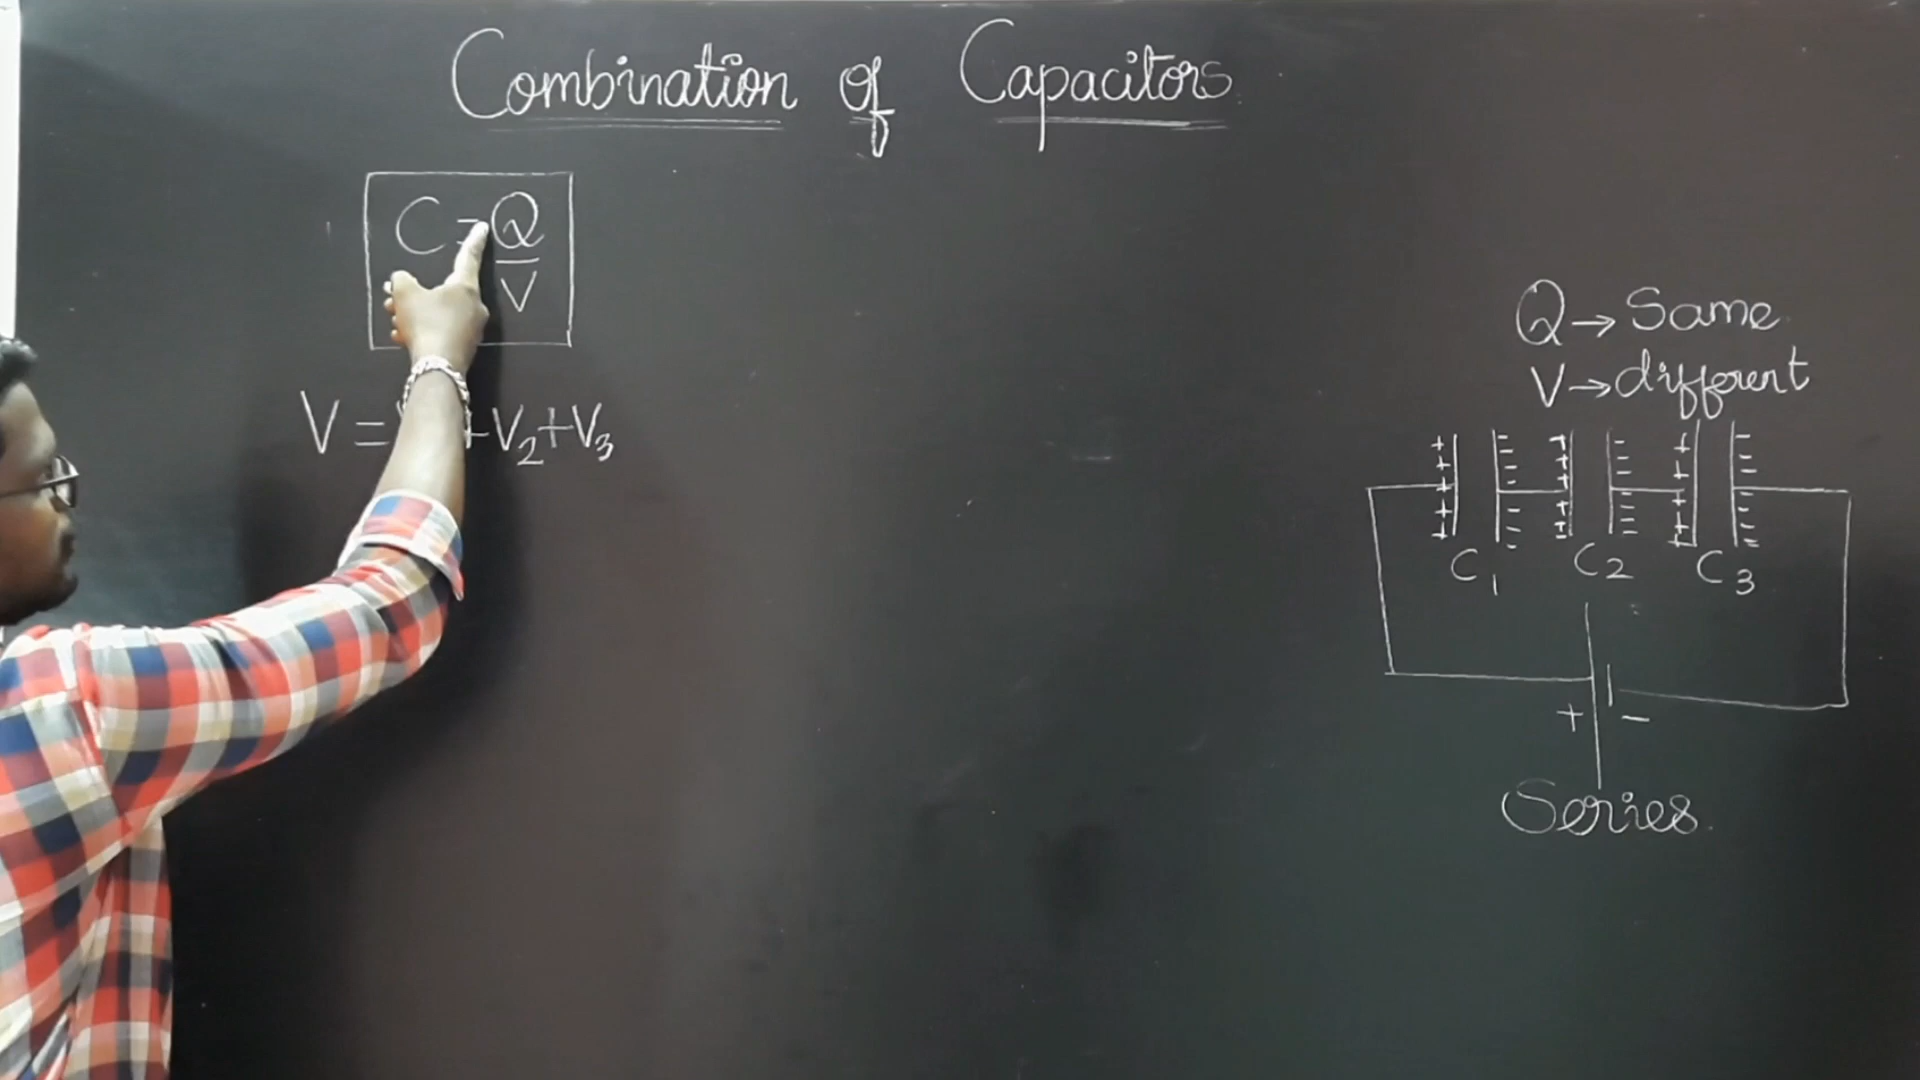 Combination of Capacitors
C = Q
V
V = +V2+V3
Q→Same
V→different
C1 C2 C3
+ -
Series